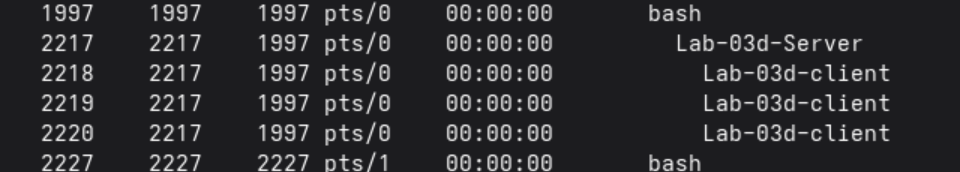 1997 1997 1997 pts/0 00:00:00 bash
2217 2217 1997 pts/0 00:00:00 Lab-03d-Server
2218 2217 1997 pts/0 00:00:00 Lab-03d-client
2219 2217 1997 pts/0 00:00:00 Lab-03d-client
2220 2217 1997 pts/0 00:00:00 Lab-03d-client
2227 2227 2227 pts/1 00:00:00 bash